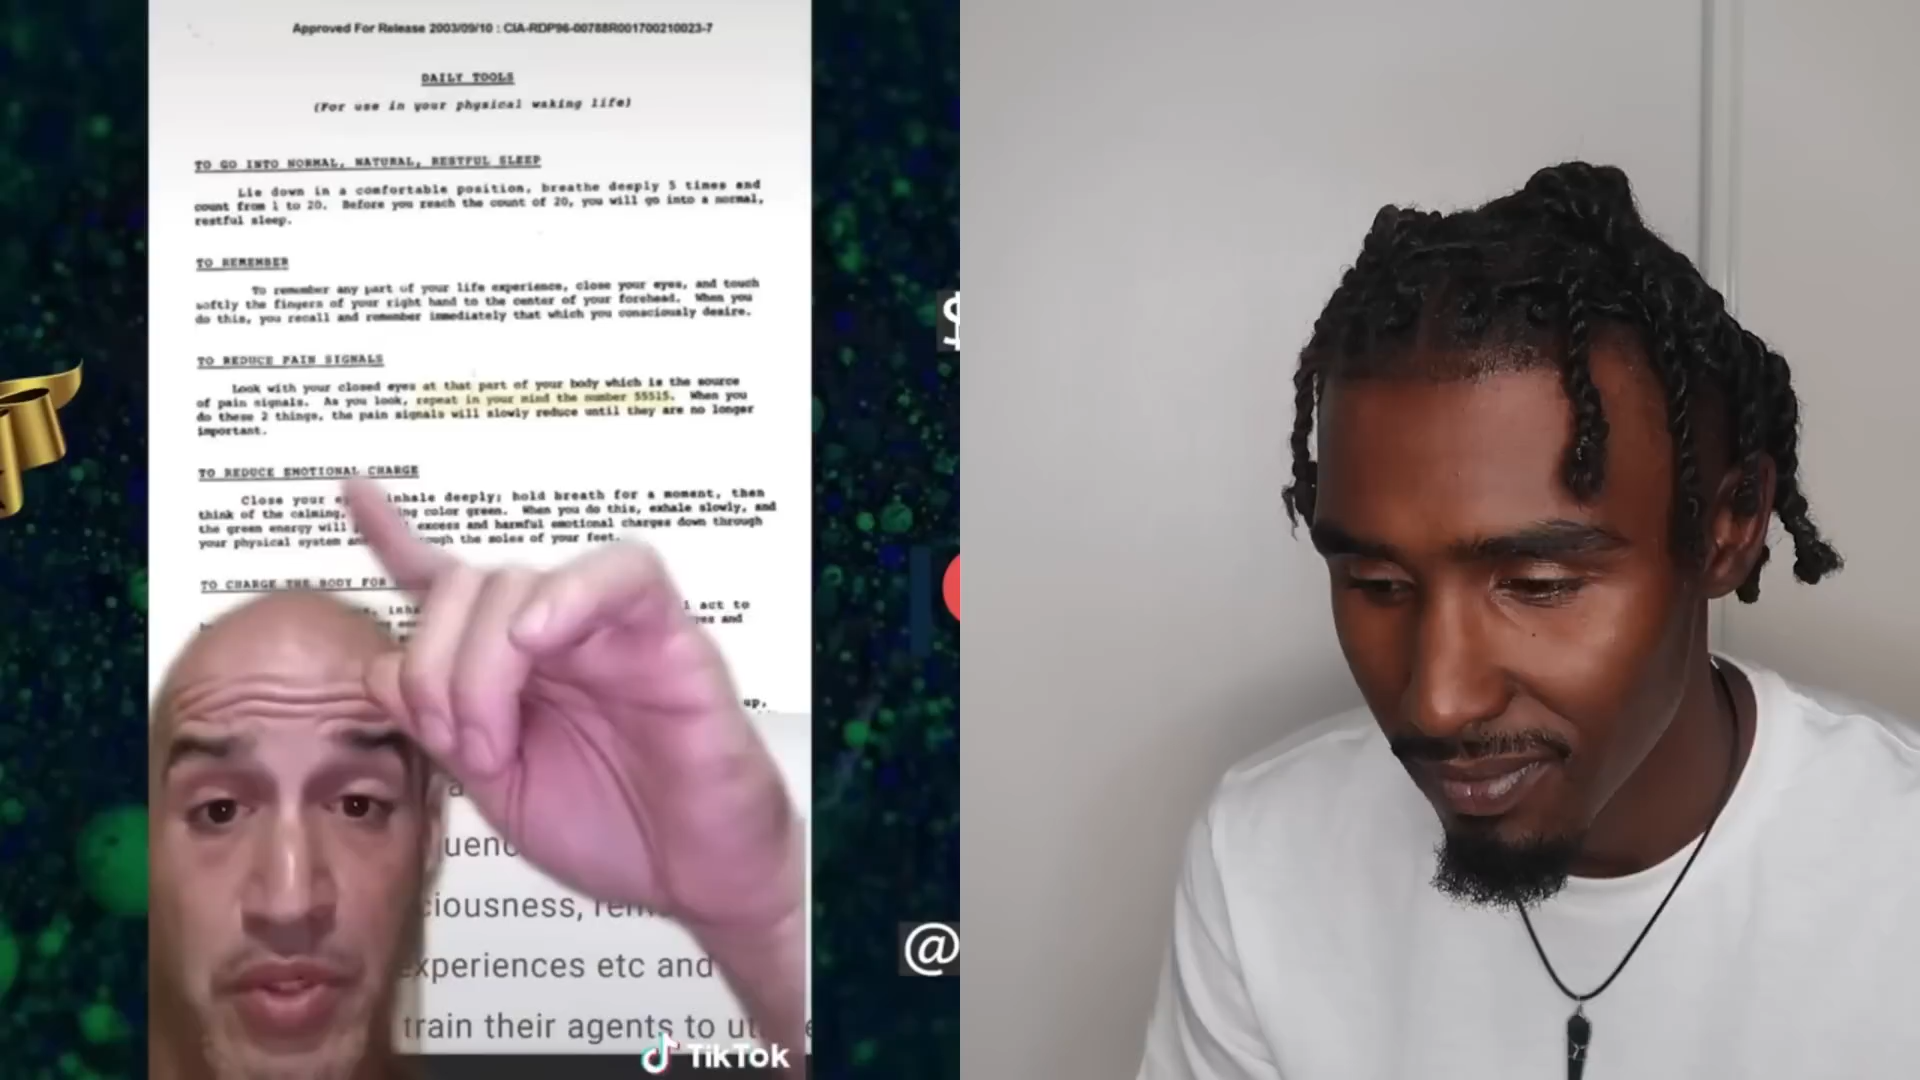 Approved For Release 2003/09/10 : CIA-RDP96-00788R001700210023-7
DAILY TOOLS
(For use in your physical waking life)
TO GO INTO NORMAL, NATURAL, RESTFUL SLEEP
Lie down in a comfortable position, breathe deeply 5 times and
count from 1 to 20. Before you reach the count of 20, you will go into a normal,
restful sleep.
TO REMEMBER
To remember any part of your life experience, close your eyes, and touch
softly the fingers of your right hand to the center of your forehead. When you
do this, you recall and remember immediately that which you consciously desire.
TO REDUCE PAIN SIGNALS
Look with your closed eyes at that part of your body which is the source
of pain signals. As you look, repeat in your mind the number 55515. When you
do these 2 things, the pain signals will slowly reduce until they are no longer
important.
TO REDUCE EMOTIONAL CHARGE
Close your inhale deeply; hold breath for a moment, then
think of the calming, color green. When you do this, exhale slowly, and
the green energy will excess and harmful emotional charges down through
your physical system the soles of your feet.
TO CHARGE THE BODY FOR
act to
and
up,
$
@
experiences etc and
train their agents to
TikTok